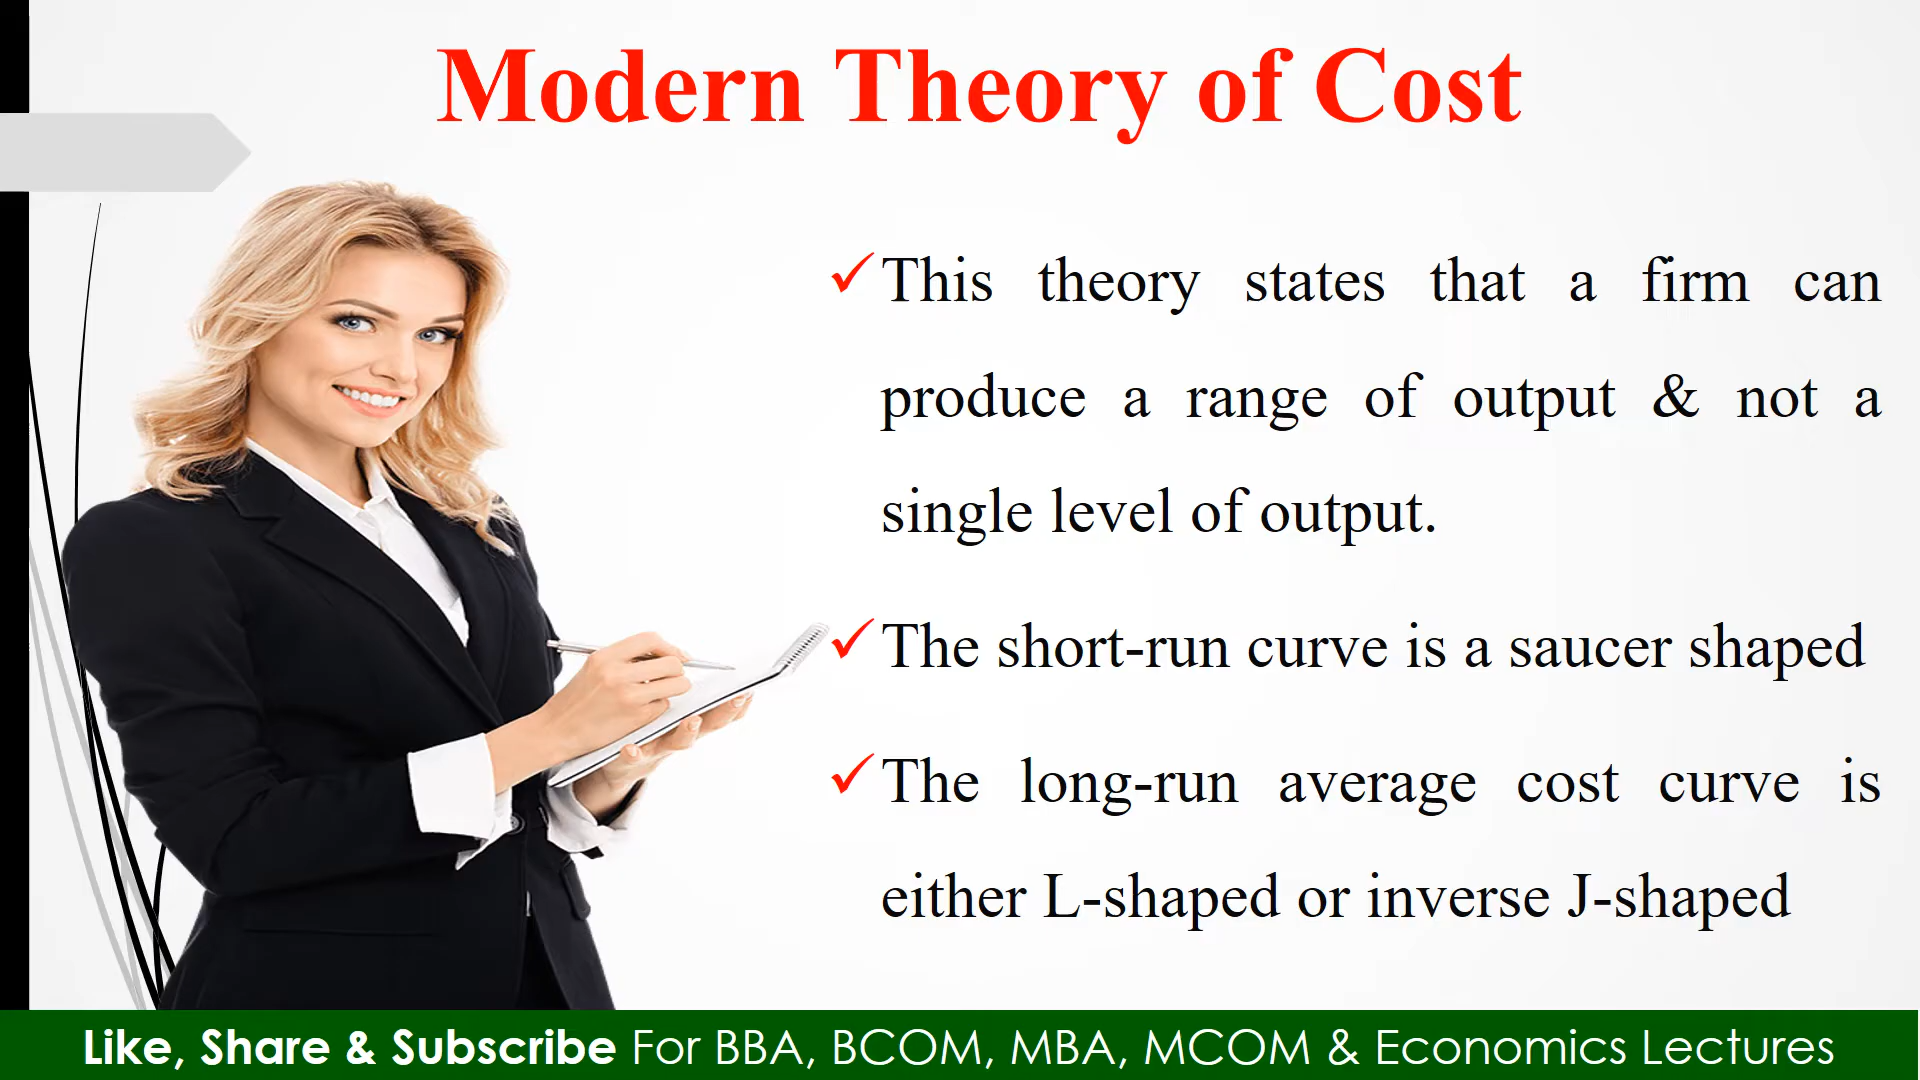 Modern Theory of Cost
This theory states that a firm can
produce a range of output & not a
single level of output.
The short-run curve is a saucer shaped
The long-run average cost curve is
either L-shaped or inverse J-shaped
Like, Share & Subscribe For BBA, BCOM, MBA, MCOM & Economics Lectures